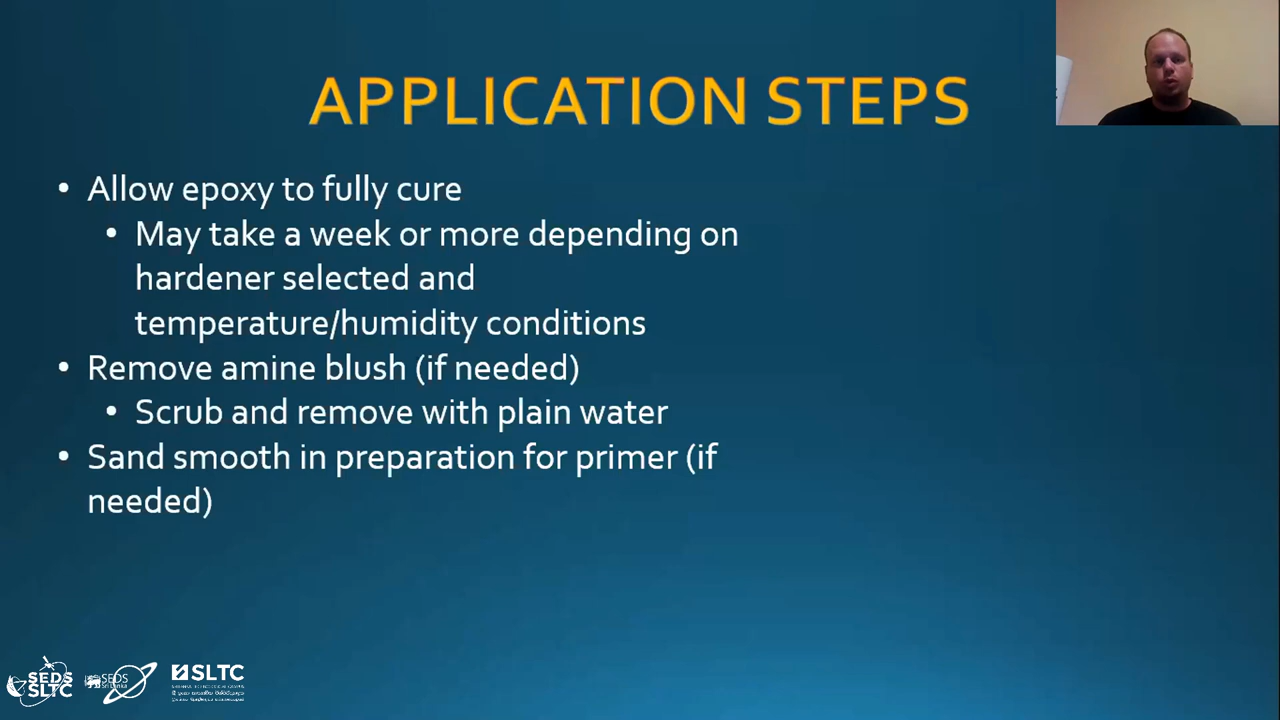 APPLICATION STEPS
• Allow epoxy to fully cure
• May take a week or more depending on
hardener selected and
temperature/humidity conditions
• Remove amine blush (if needed)
• Scrub and remove with plain water
• Sand smooth in preparation for primer (if
needed)
SEDS
SLTC
SEDS
Sri Lanka
SLTC